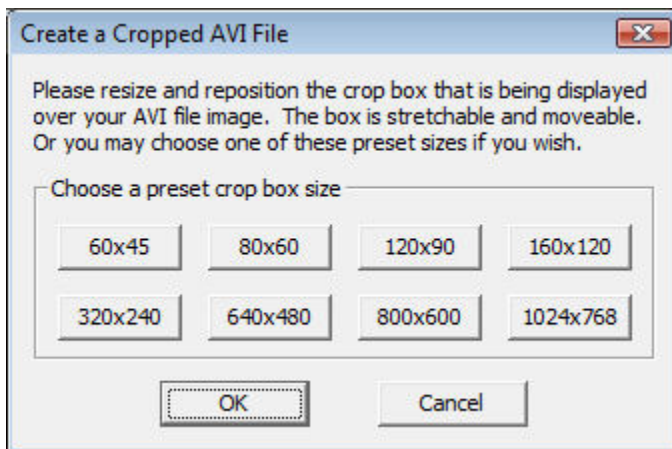 Create a Cropped AVI File
Please resize and reposition the crop box that is being displayed
over your AVI file image.  The box is stretchable and moveable.
Or you may choose one of these preset sizes if you wish.
Choose a preset crop box size
60x45 80x60 120x90 160x120
320x240 640x480 800x600 1024x768
OK Cancel